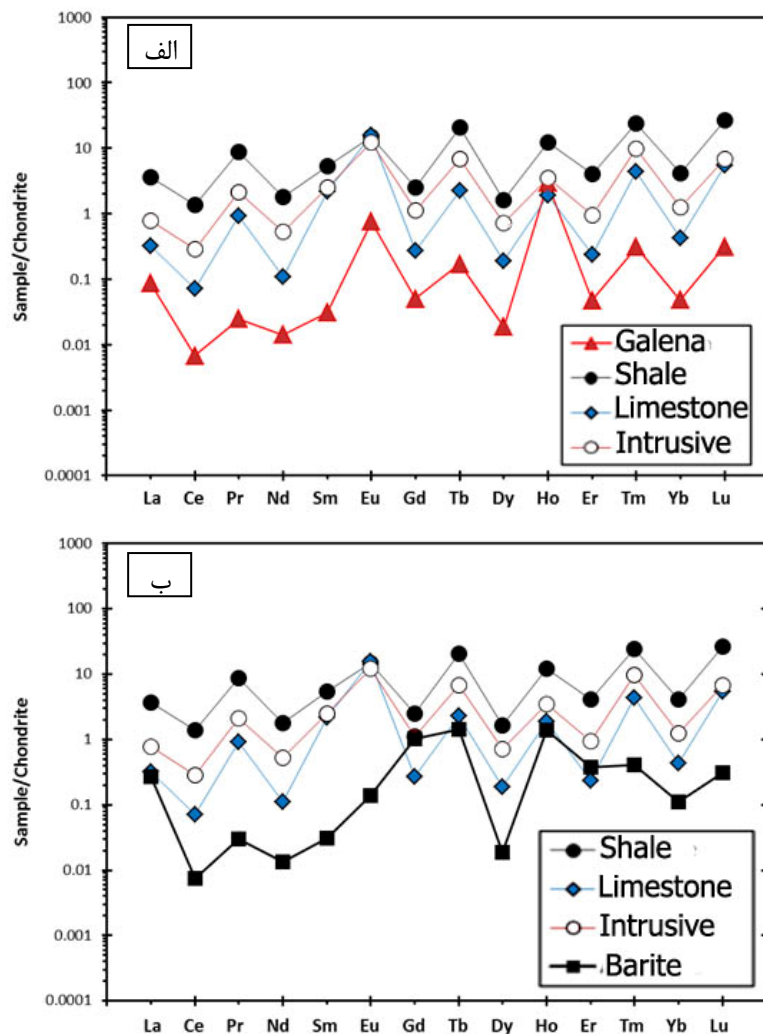 الف
1000
100
10
1
0.1
0.01
0.001
0.0001
Sample/Chondrite
Galena
Shale
Limestone
Intrusive
La Ce Pr Nd Sm Eu Gd Tb Dy Ho Er Tm Yb Lu
ب
1000
100
10
1
0.1
0.01
0.001
0.0001
Sample/Chondrite
Shale
Limestone
Intrusive
Barite
La Ce Pr Nd Sm Eu Gd Tb Dy Ho Er Tm Yb Lu